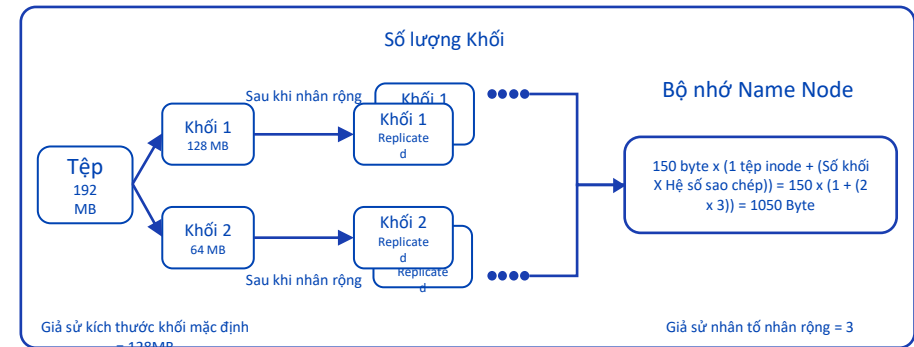 Số lượng Khối
Bộ nhớ Name Node
Sau khi nhân rộng
Khối 1
Khối 1
128 MB
Khối 1
Replicate
d
Tệp
192
MB
150 byte x (1 tệp inode + (Số khối
X Hệ số sao chép)) = 150 x (1 + (2
x 3)) = 1050 Byte
Khối 2
64 MB
Khối 2
Replicate
d
Replicate
d
Sau khi nhân rộng
Giả sử kích thước khối mặc định
= 128MB
Giả sử nhân tố nhân rộng = 3